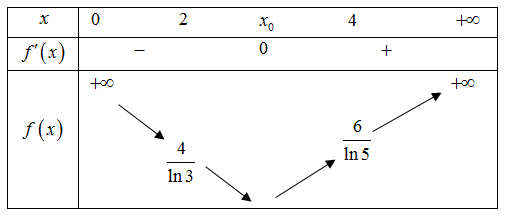 x 0 2 x₀ 4 +∞
f′(x) − 0 +
+∞ +∞
f(x) 4/ln 3 6/ln 5